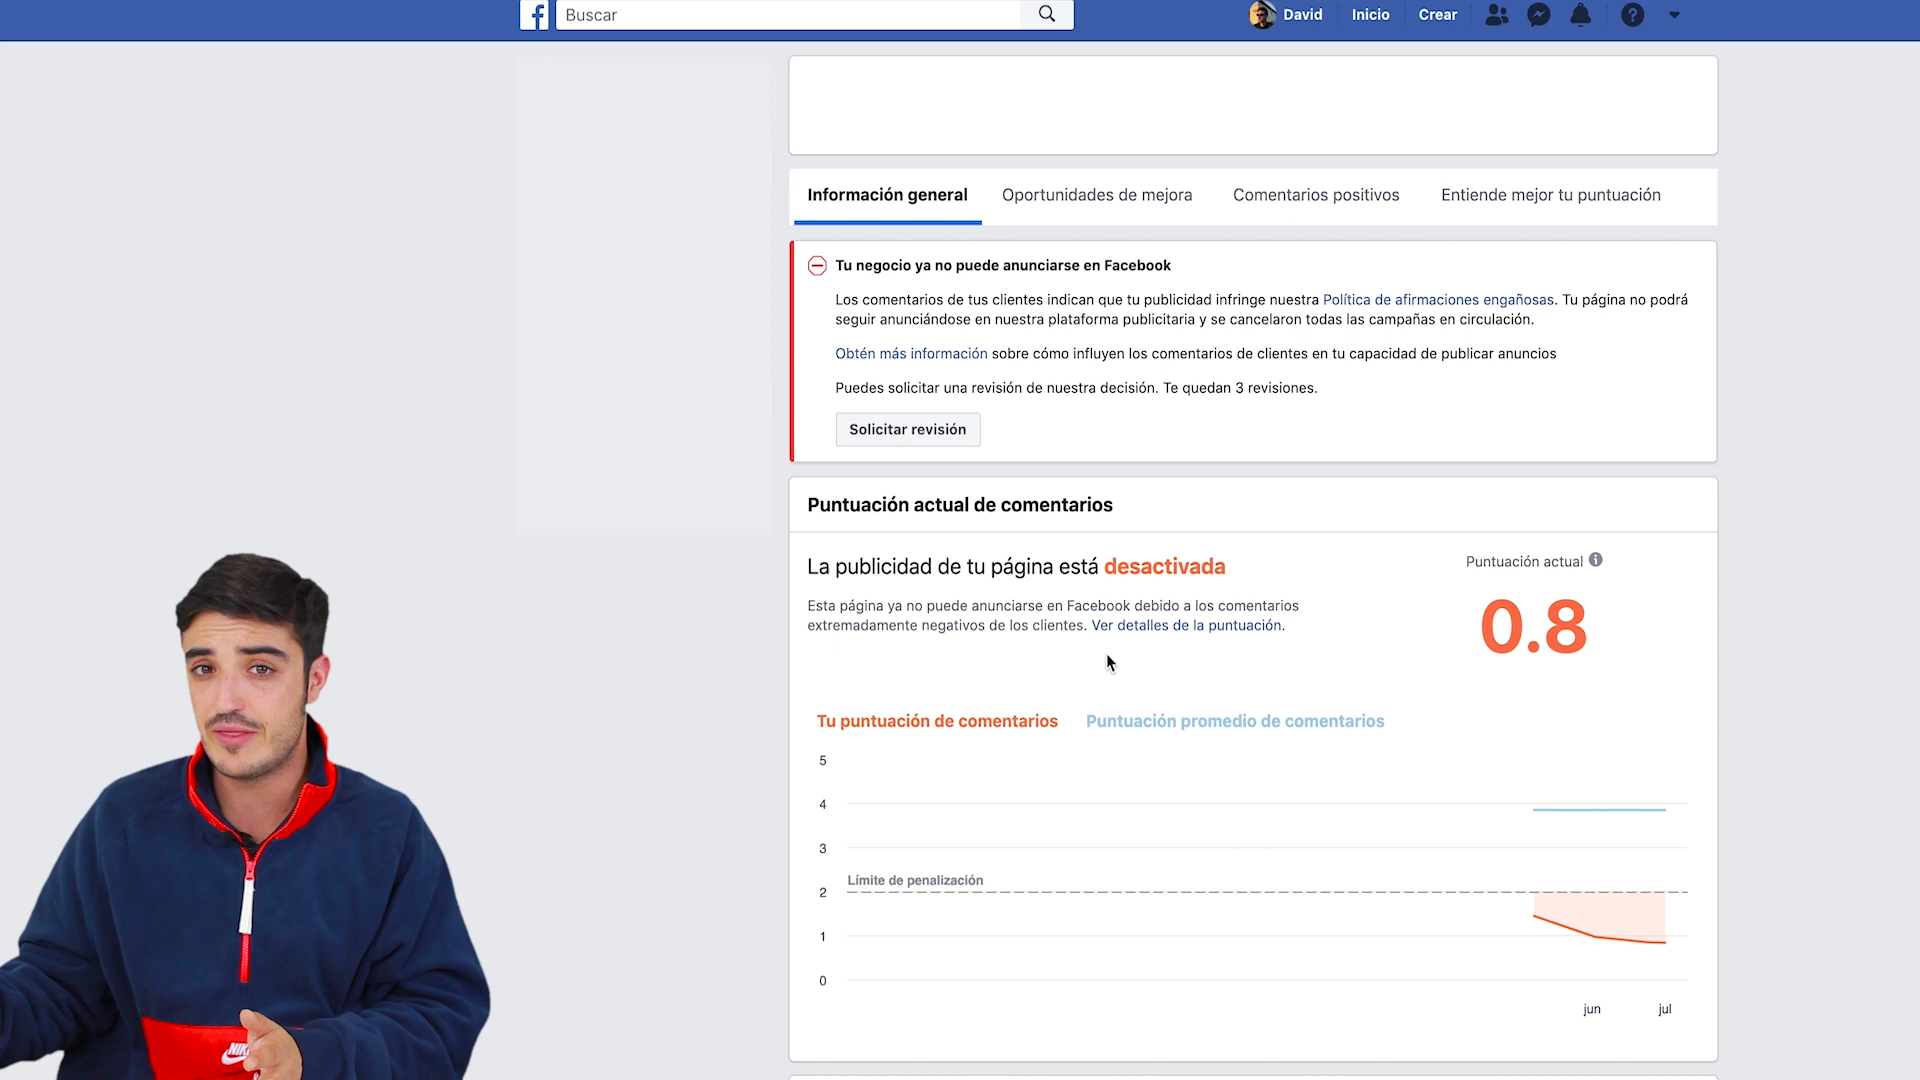 Buscar
David
Inicio
Crear
Información general
Oportunidades de mejora
Comentarios positivos
Entiende mejor tu puntuación
Tu negocio ya no puede anunciarse en Facebook
Los comentarios de tus clientes indican que tu publicidad infringe nuestra Política de afirmaciones engañosas. Tu página no podrá
seguir anunciándose en nuestra plataforma publicitaria y se cancelaron todas las campañas en circulación.
Obtén más información sobre cómo influyen los comentarios de clientes en tu capacidad de publicar anuncios
Puedes solicitar una revisión de nuestra decisión. Te quedan 3 revisiones.
Solicitar revisión
Puntuación actual de comentarios
La publicidad de tu página está desactivada
Esta página ya no puede anunciarse en Facebook debido a los comentarios
extremadamente negativos de los clientes. Ver detalles de la puntuación.
Puntuación actual
0.8
Tu puntuación de comentarios
Puntuación promedio de comentarios
5
4
3
Límite de penalización
2
1
0
jun
jul
NIKE